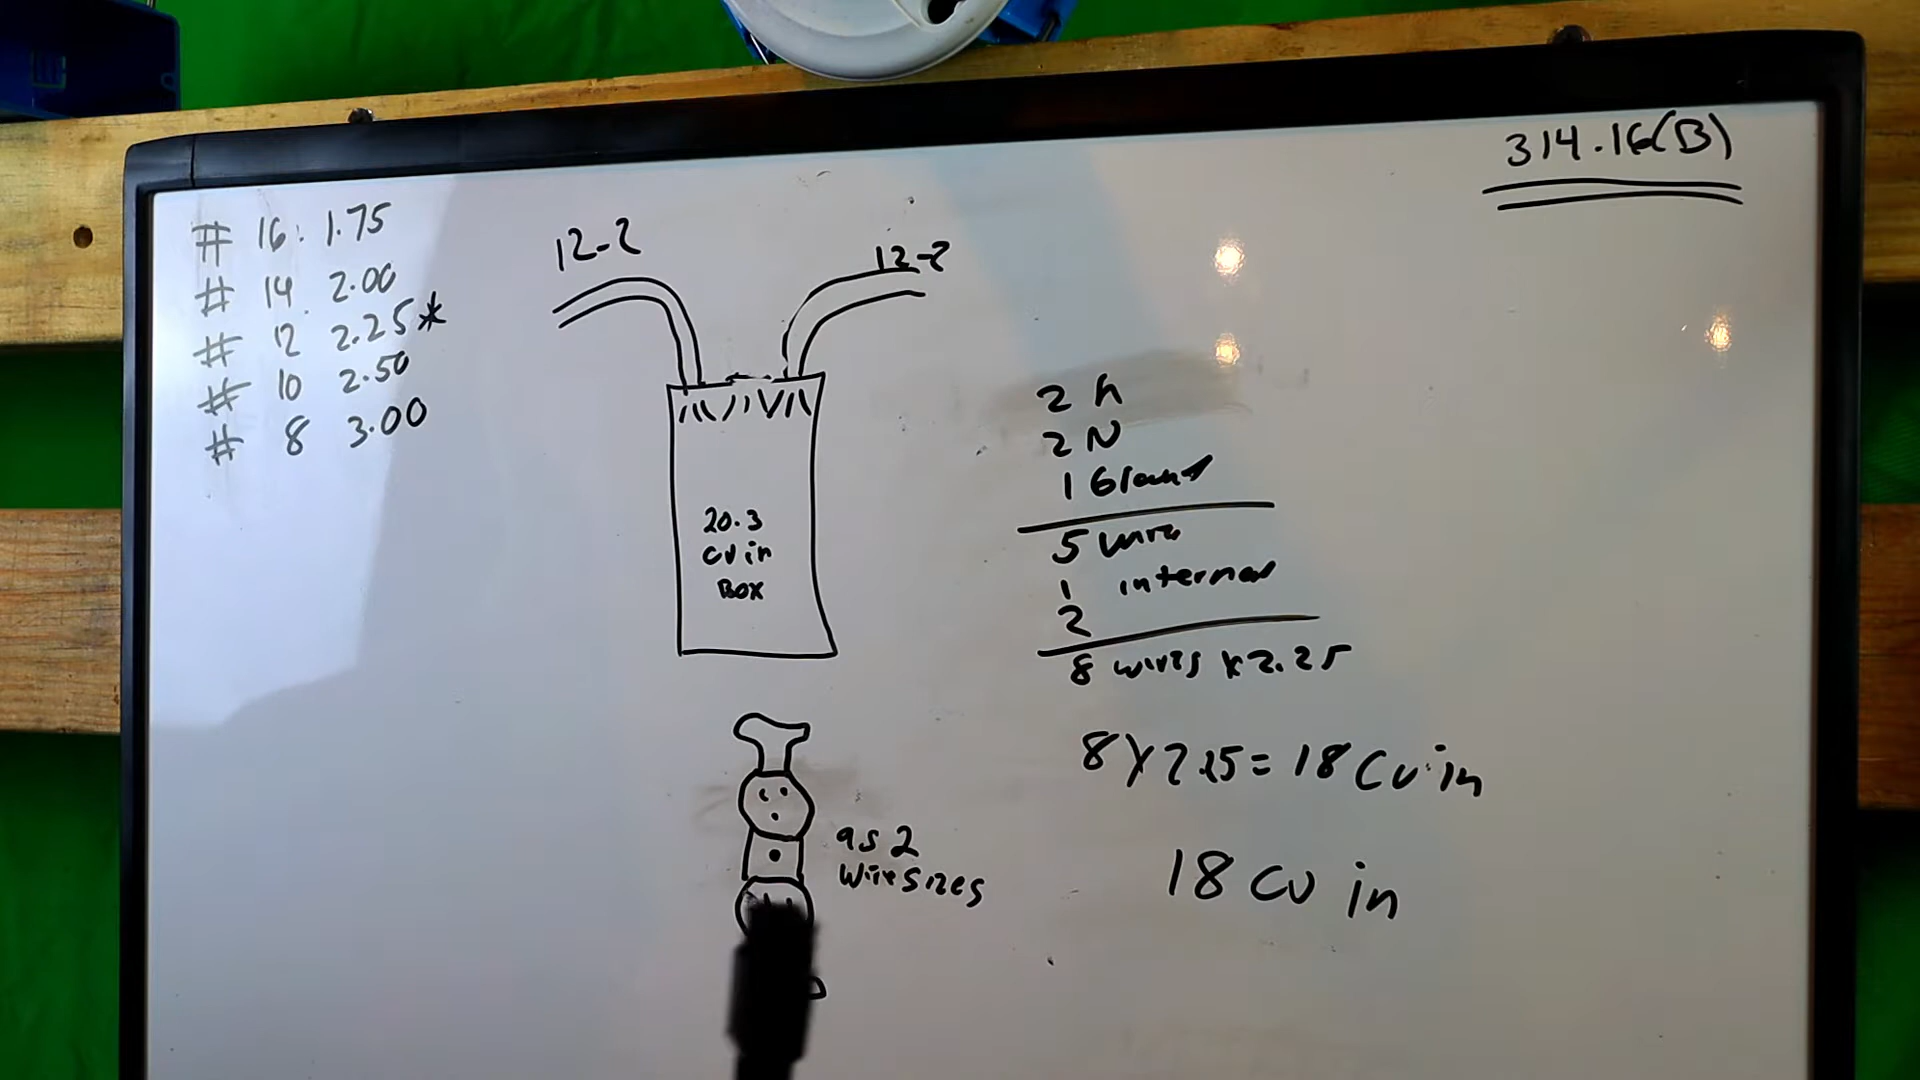 314.16(B)
# 16: 1.75
# 14 2.00
# 12 2.25*
# 10 2.50
# 8 3.00
12-2
12-2
20.3
cu in
Box
2 h
2 N
1 Ground
5 wire
1 internal
2
8 wires x 2.25
8 x 2.25 = 18 cu in
as 2
wire sizes
18 cu in